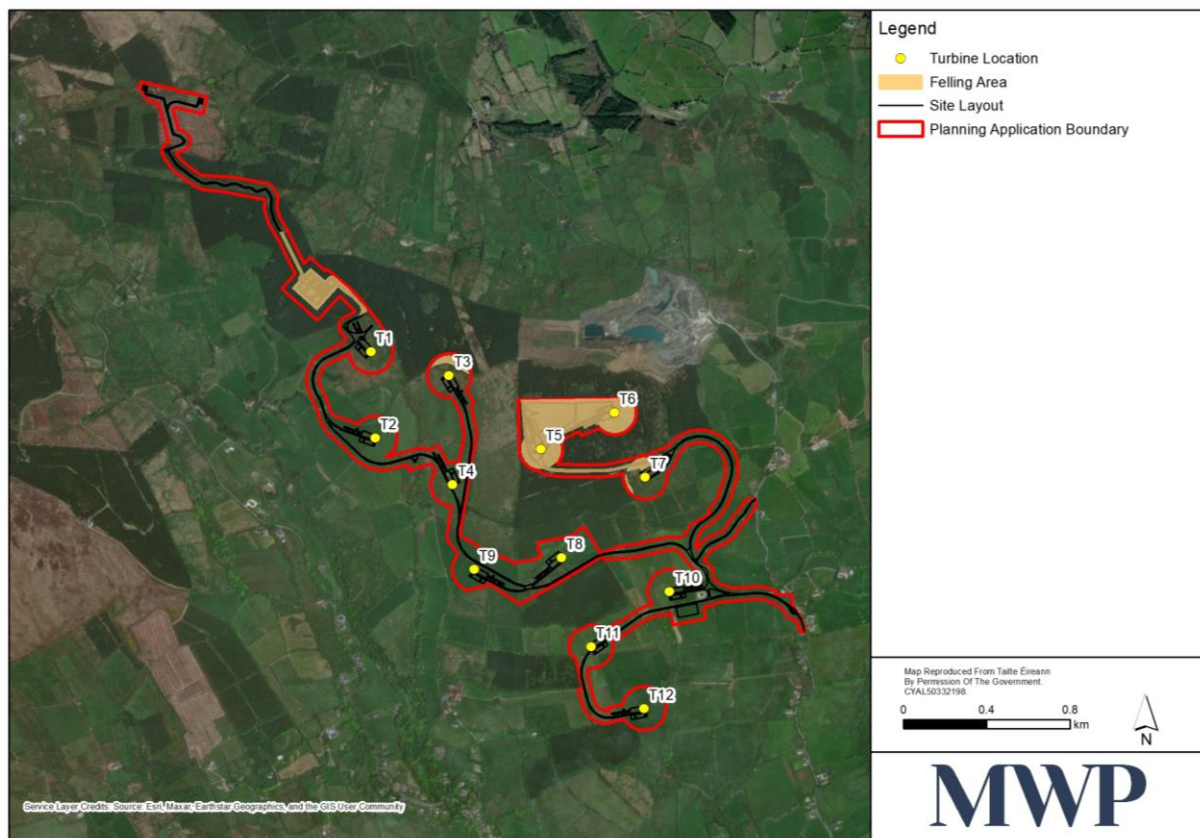 Legend
Turbine Location
Felling Area
Site Layout
Planning Application Boundary
T1
T3
T6
T2
T5
T4
T7
T8
T9
T10
T11
T12
Map Reproduced From Tailte Éireann
By Permission Of The Government.
CYAL50332198.
0 0.4 0.8
km
N
MWP
Service Layer Credits: Source: Esri, Maxar, Earthstar Geographics, and the GIS User Community